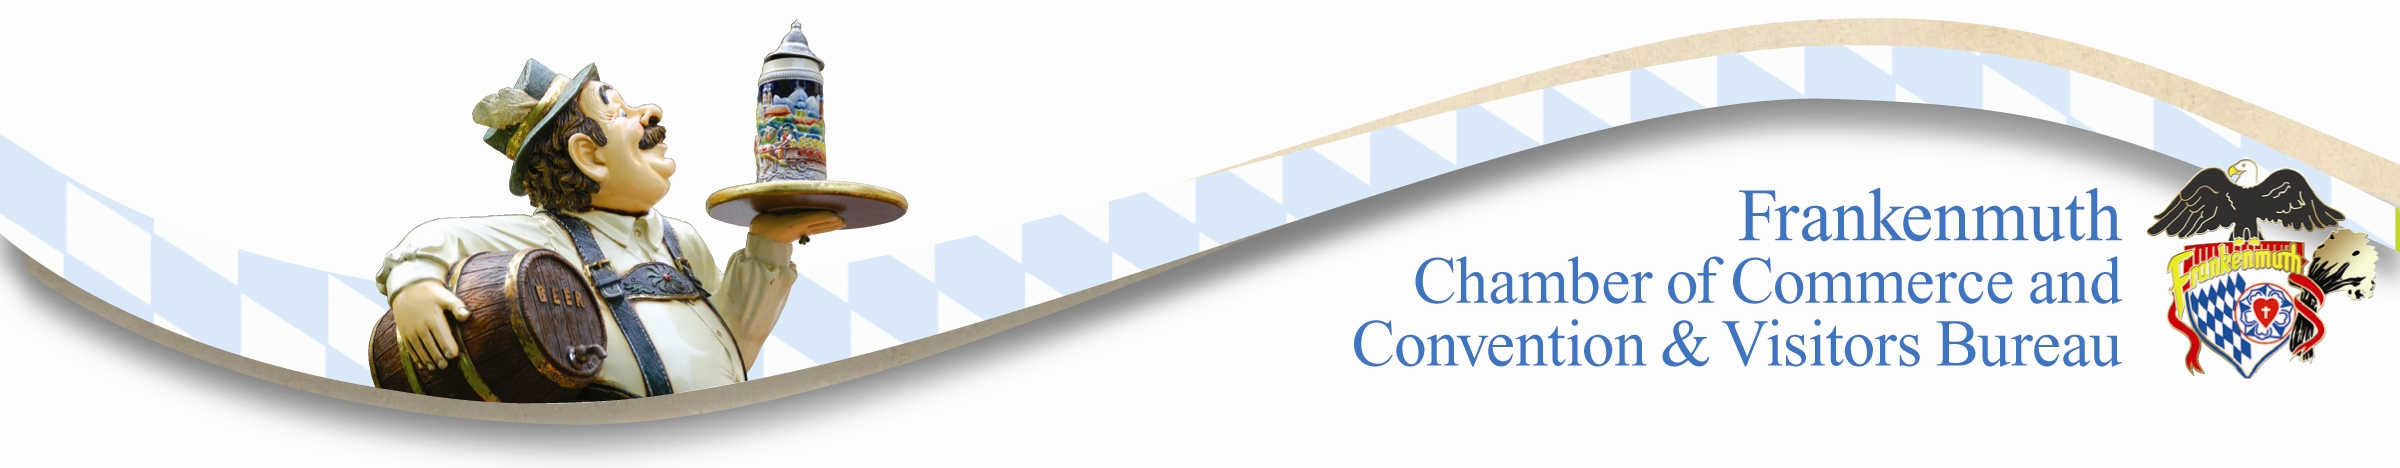 BEER
Frankenmuth
Chamber of Commerce and
Convention & Visitors Bureau
Frankenmuth